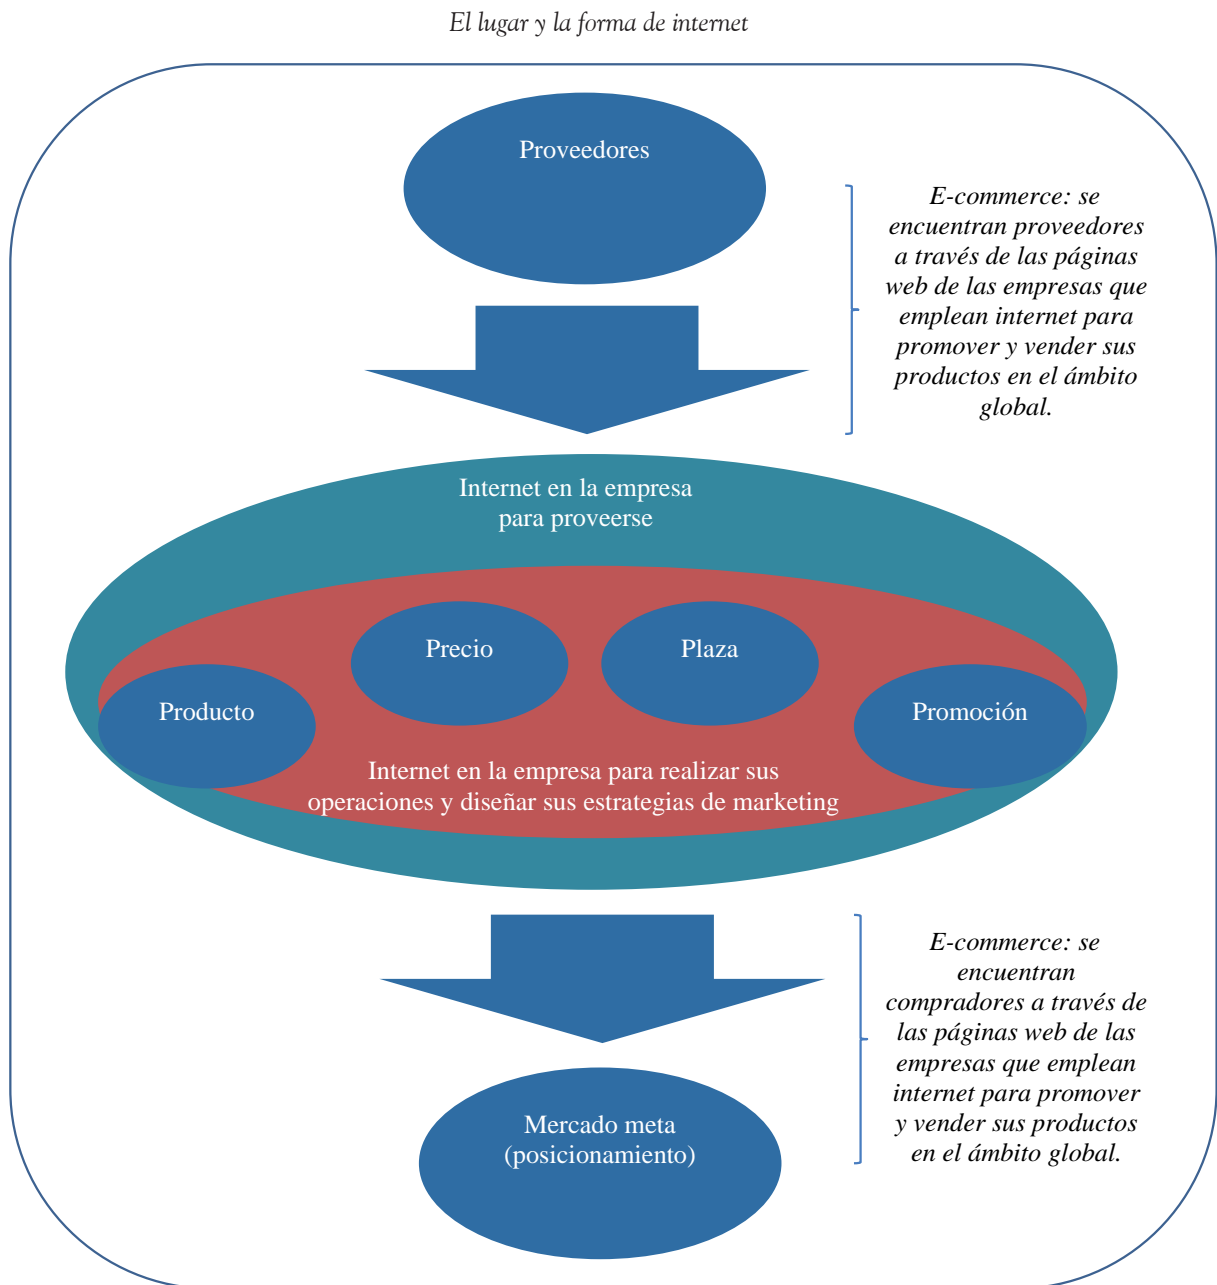 El lugar y la forma de internet
Proveedores
E-commerce: se
encuentran proveedores
a través de las páginas
web de las empresas que
emplean internet para
promover y vender sus
productos en el ámbito
global.
Internet en la empresa
para proveerse
Precio
Plaza
Producto
Promoción
Internet en la empresa para realizar sus
operaciones y diseñar sus estrategias de marketing
E-commerce: se
encuentran
compradores a través de
las páginas web de las
empresas que emplean
internet para promover
y vender sus productos
en el ámbito global.
Mercado meta
(posicionamiento)